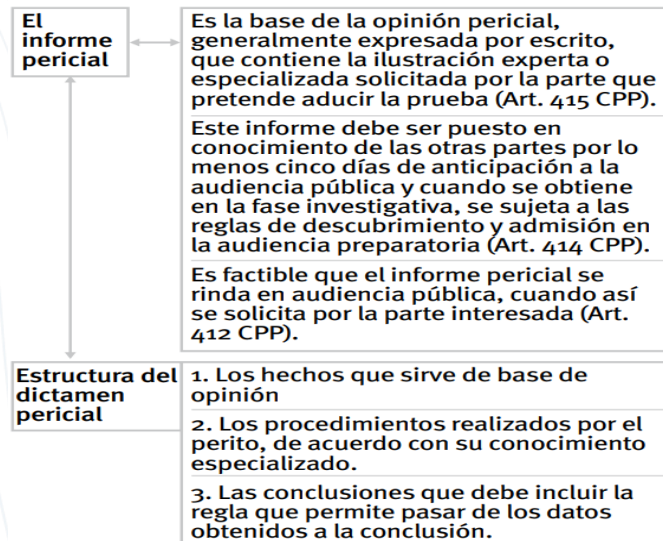 El
informe
pericial
Es la base de la opinión pericial,
generalmente expresada por escrito,
que contiene la ilustración experta o
especializada solicitada por la parte que
pretende aducir la prueba (Art. 415 CPP).
Este informe debe ser puesto en
conocimiento de las otras partes por lo
menos cinco días de anticipación a la
audiencia pública y cuando se obtiene
en la fase investigativa, se sujeta a las
reglas de descubrimiento y admisión en
la audiencia preparatoria (Art. 414 CPP).
Es factible que el informe pericial se
rinda en audiencia pública, cuando así
se solicita por la parte interesada (Art.
412 CPP).
Estructura del
dictamen
pericial
1. Los hechos que sirve de base de
opinión
2. Los procedimientos realizados por el
perito, de acuerdo con su conocimiento
especializado.
3. Las conclusiones que debe incluir la
regla que permite pasar de los datos
obtenidos a la conclusión.